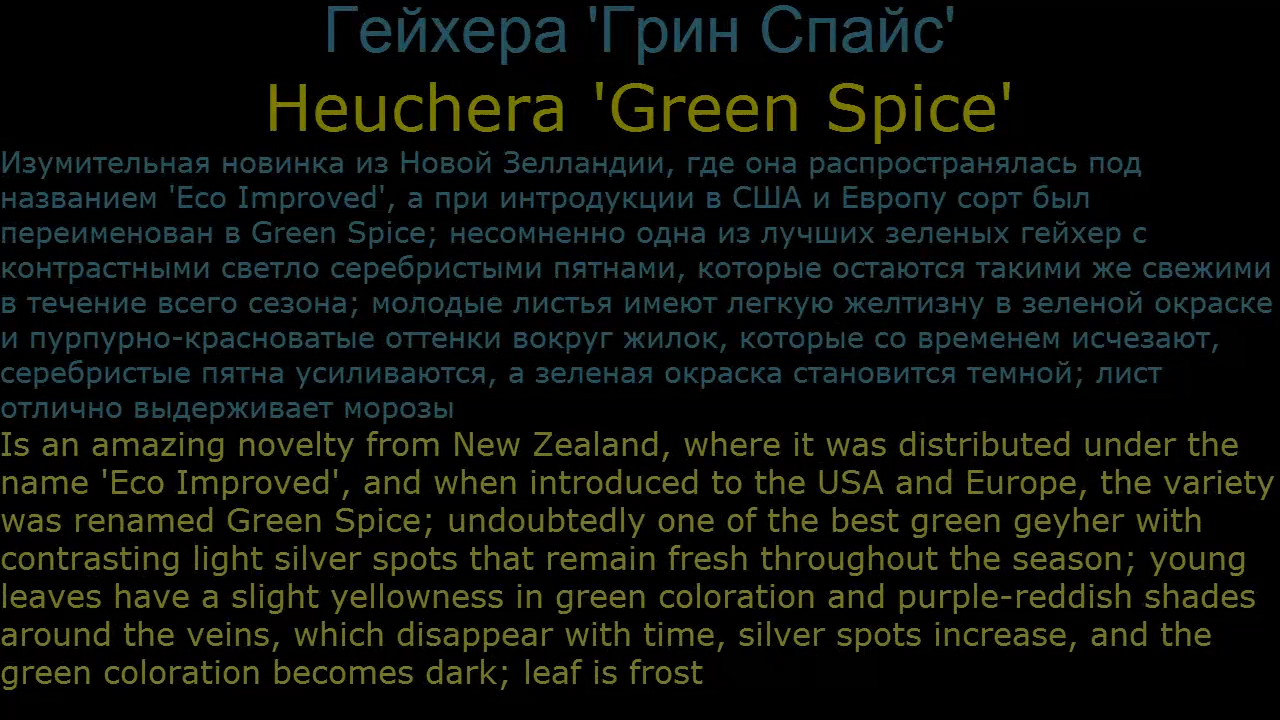 Гейхера 'Грин Спайс'
Heuchera 'Green Spice'
Изумительная новинка из Новой Зелландии, где она распространялась под
названием 'Eco Improved', а при интродукции в США и Европу сорт был
переименован в Green Spice; несомненно одна из лучших зеленых гейхер с
контрастными светло серебристыми пятнами, которые остаются такими же свежими
в течение всего сезона; молодые листья имеют легкую желтизну в зеленой окраске
и пурпурно-красноватые оттенки вокруг жилок, которые со временем исчезают,
серебристые пятна усиливаются, а зеленая окраска становится темной; лист
отлично выдерживает морозы
Is an amazing novelty from New Zealand, where it was distributed under the
name 'Eco Improved', and when introduced to the USA and Europe, the variety
was renamed Green Spice; undoubtedly one of the best green geyher with
contrasting light silver spots that remain fresh throughout the season; young
leaves have a slight yellowness in green coloration and purple-reddish shades
around the veins, which disappear with time, silver spots increase, and the
green coloration becomes dark; leaf is frost